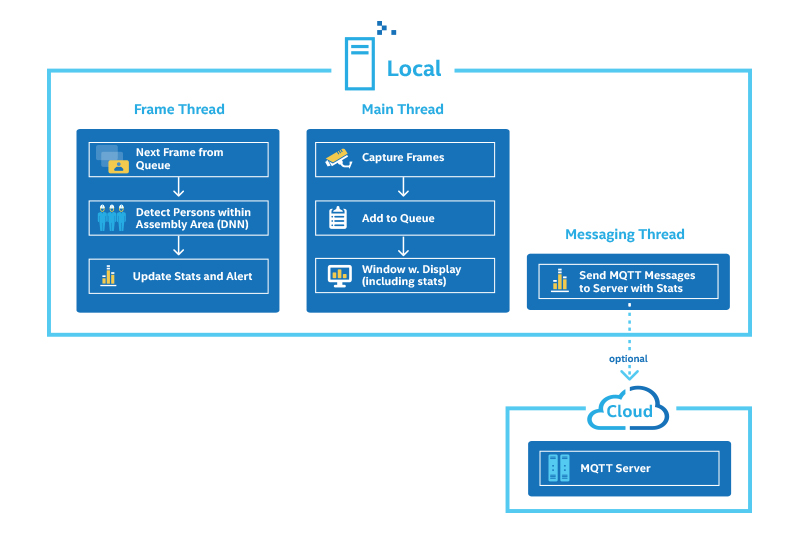 Local
Frame Thread
Next Frame from
Queue
Detect Persons within
Assembly Area (DNN)
Update Stats and Alert
Main Thread
Capture Frames
Add to Queue
Window w. Display
(including stats)
Messaging Thread
Send MQTT Messages
to Server with Stats
optional
Cloud
MQTT Server